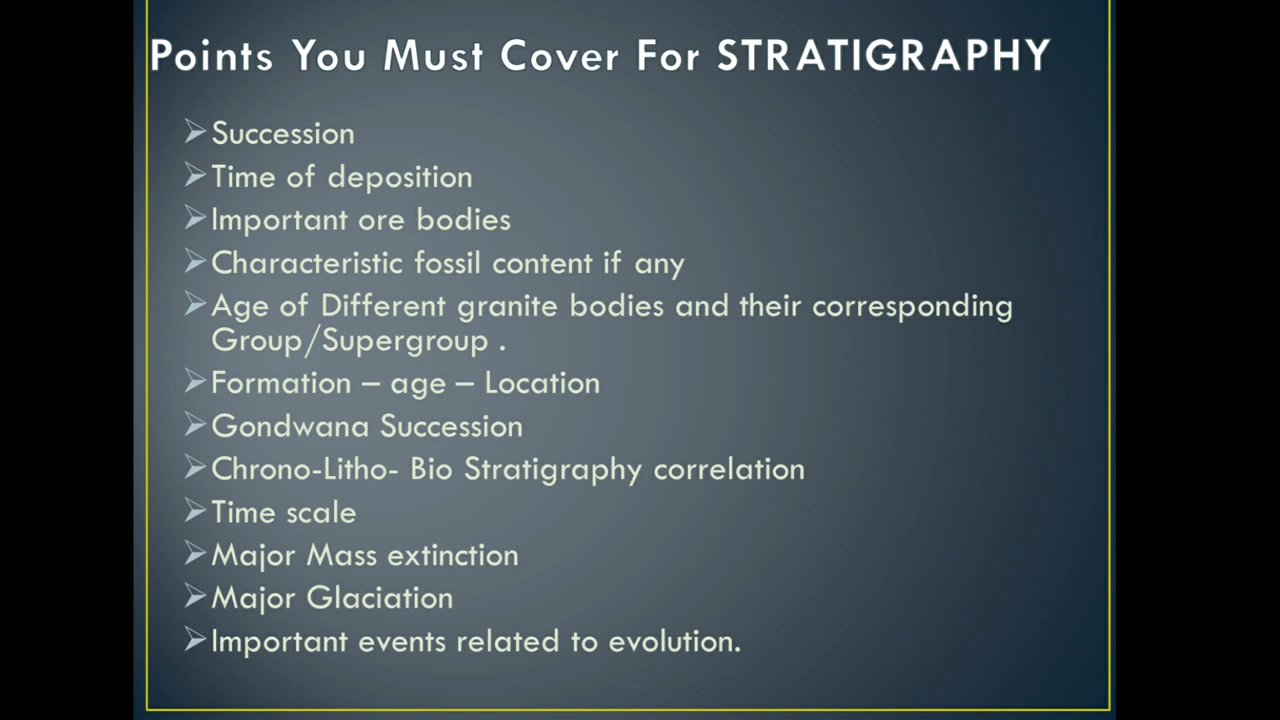 Points You Must Cover For STRATIGRAPHY
➢Succession
➢Time of deposition
➢Important ore bodies
➢Characteristic fossil content if any
➢Age of Different granite bodies and their corresponding
Group/Supergroup .
➢Formation – age – Location
➢Gondwana Succession
➢Chrono-Litho- Bio Stratigraphy correlation
➢Time scale
➢Major Mass extinction
➢Major Glaciation
➢Important events related to evolution.